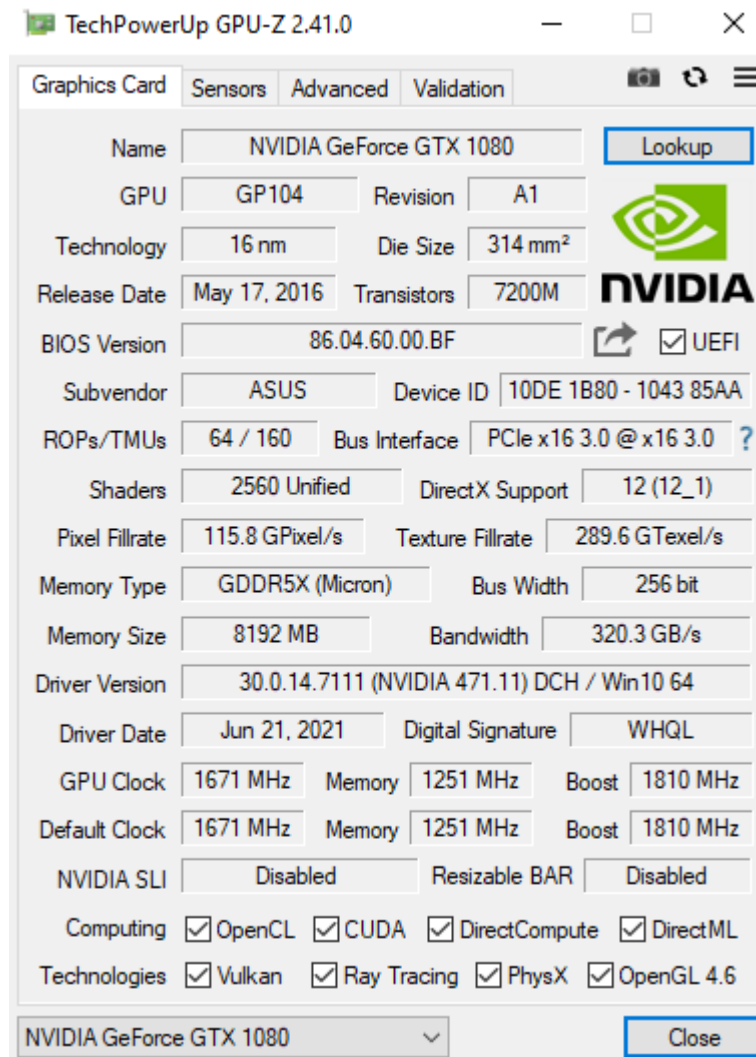 TechPowerUp GPU-Z 2.41.0
Graphics Card Sensors Advanced Validation
Name NVIDIA GeForce GTX 1080 Lookup
GPU GP104 Revision A1
Technology 16 nm Die Size 314 mm²
Release Date May 17, 2016 Transistors 7200M
NVIDIA
BIOS Version 86.04.60.00.BF UEFI
Subvendor ASUS Device ID 10DE 1B80 - 1043 85AA
ROPs/TMUs 64 / 160 Bus Interface PCIe x16 3.0 @ x16 3.0 ?
Shaders 2560 Unified DirectX Support 12 (12_1)
Pixel Fillrate 115.8 GPixel/s Texture Fillrate 289.6 GTexel/s
Memory Type GDDR5X (Micron) Bus Width 256 bit
Memory Size 8192 MB Bandwidth 320.3 GB/s
Driver Version 30.0.14.7111 (NVIDIA 471.11) DCH / Win10 64
Driver Date Jun 21, 2021 Digital Signature WHQL
GPU Clock 1671 MHz Memory 1251 MHz Boost 1810 MHz
Default Clock 1671 MHz Memory 1251 MHz Boost 1810 MHz
NVIDIA SLI Disabled Resizable BAR Disabled
Computing OpenCL CUDA DirectCompute DirectML
Technologies Vulkan Ray Tracing PhysX OpenGL 4.6
NVIDIA GeForce GTX 1080 Close